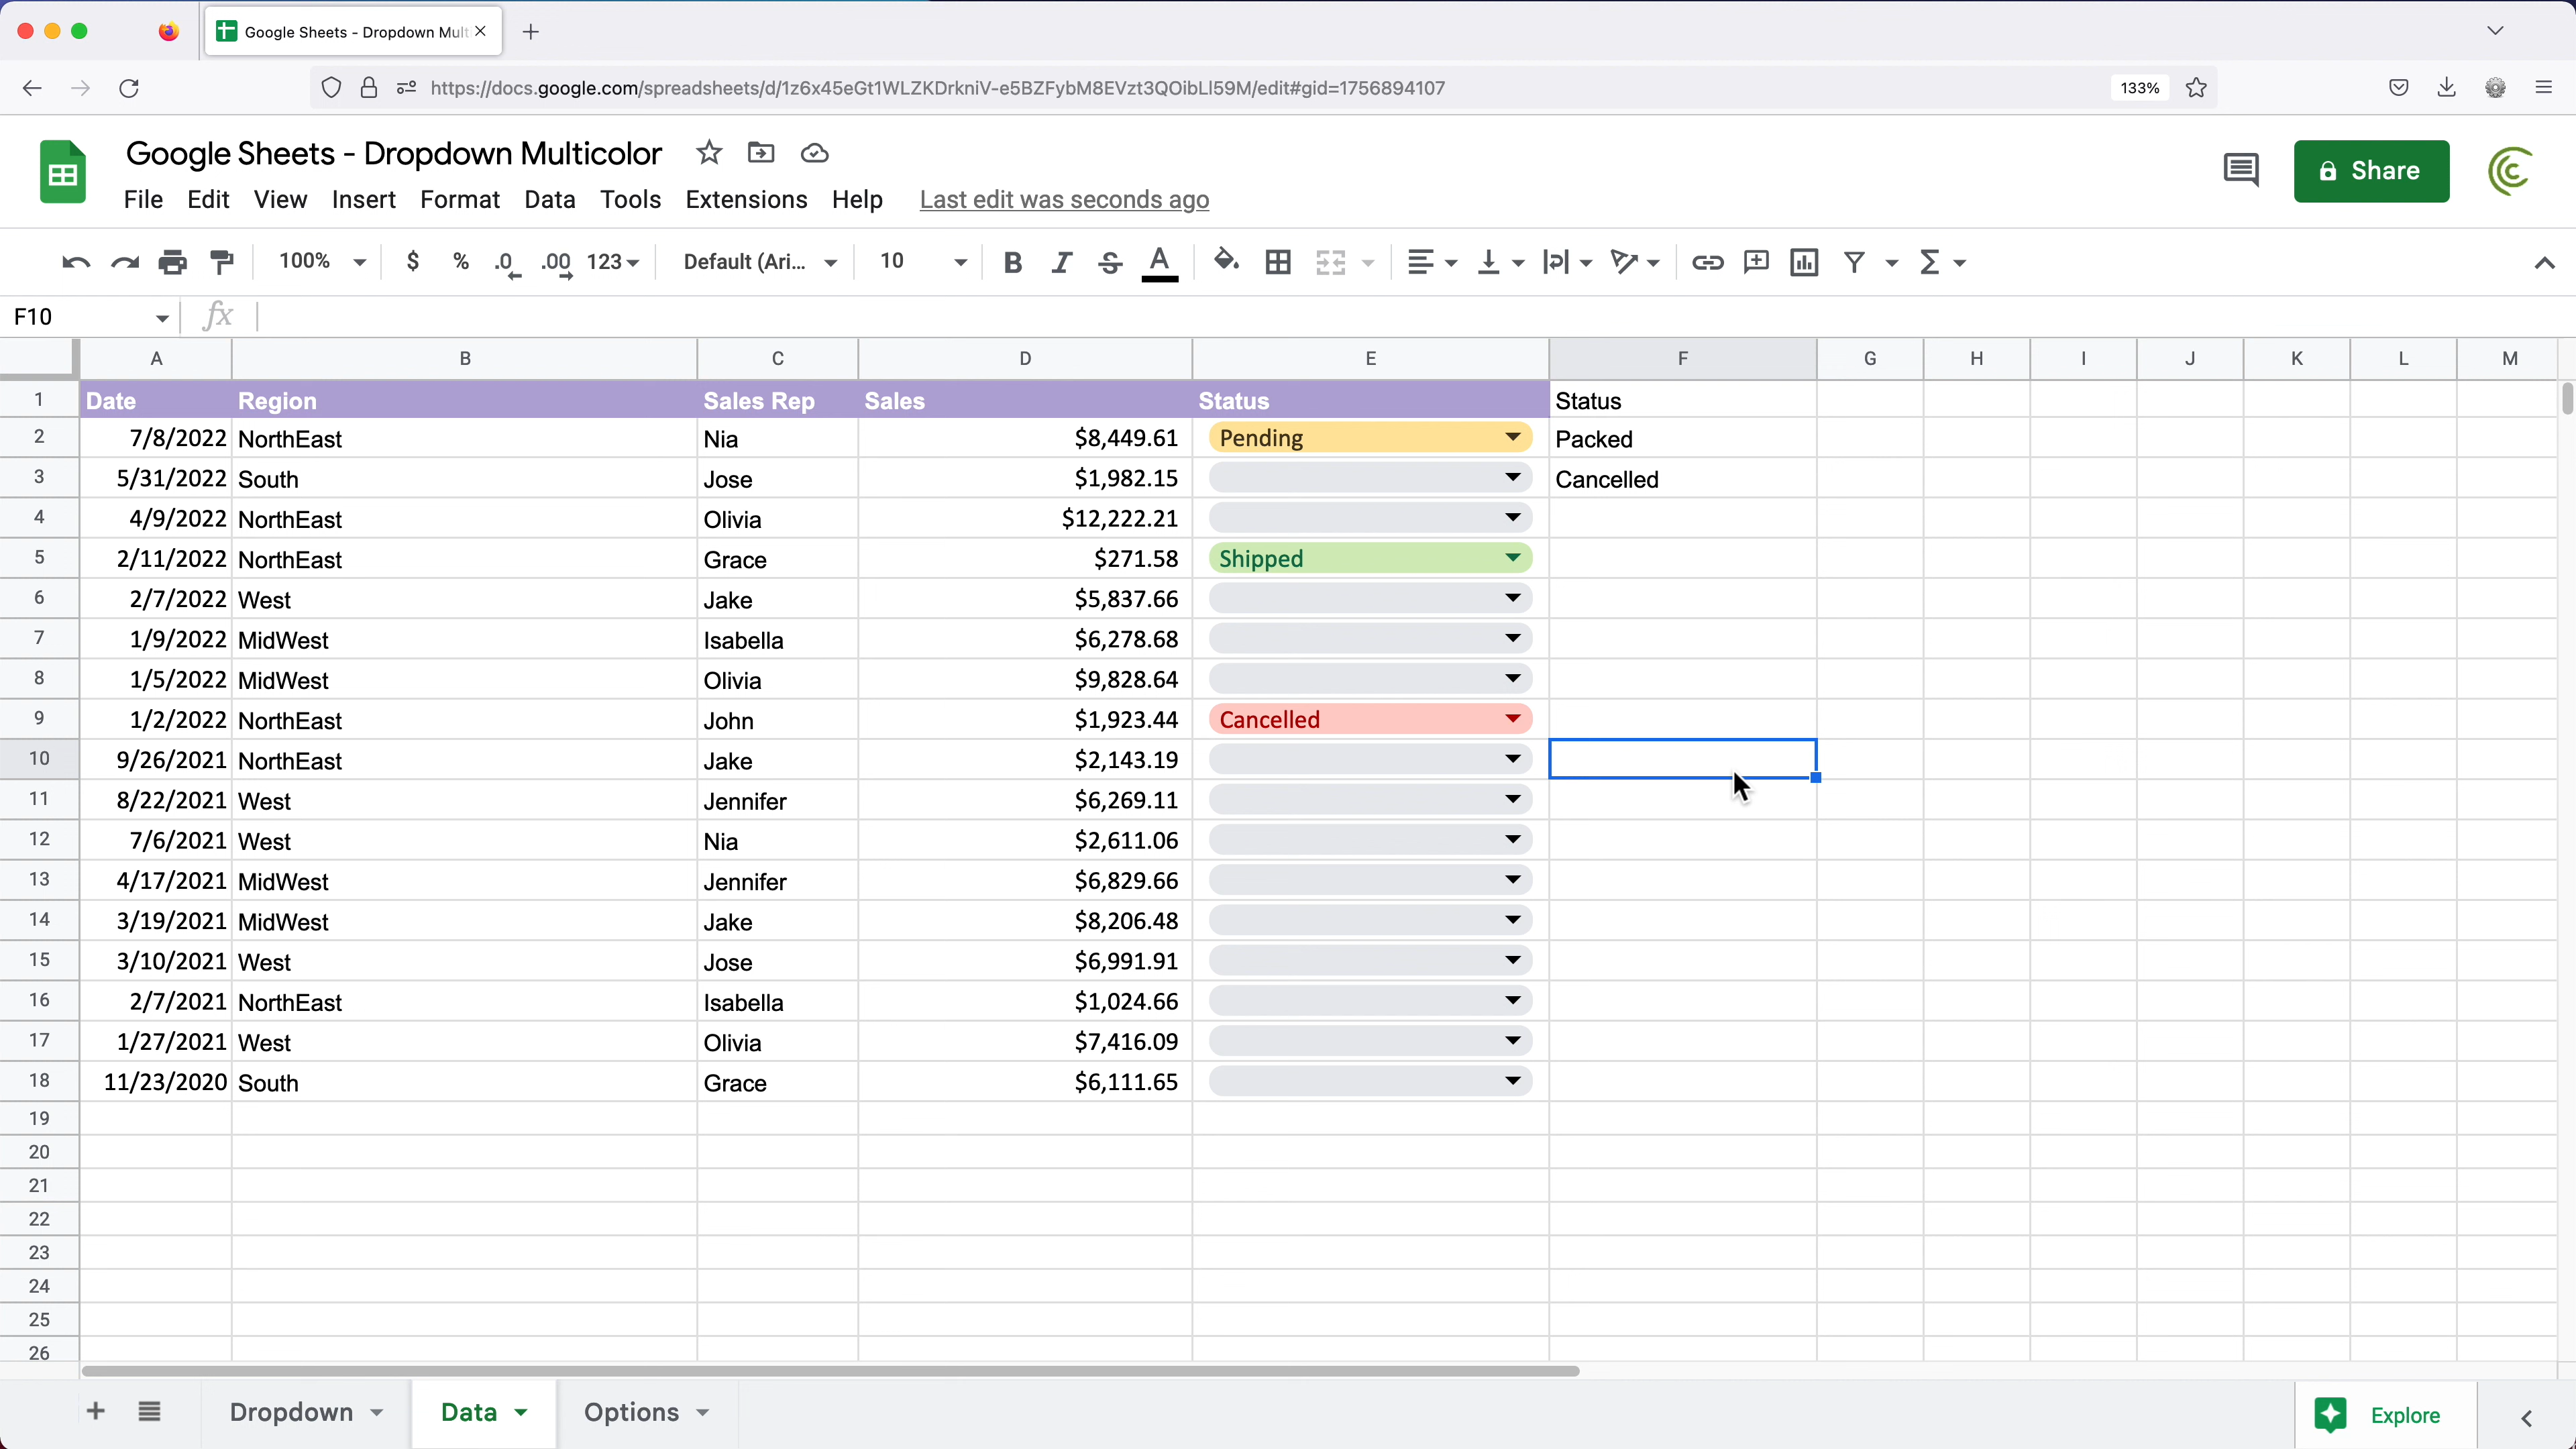 Google Sheets - Dropdown Mult
https://docs.google.com/spreadsheets/d/1z6x45eGt1WLZKDrkniV-e5BZFybM8EVzt3QOibLl59M/edit#gid=1756894107 133%
Google Sheets - Dropdown Multicolor
File Edit View Insert Format Data Tools Extensions Help Last edit was seconds ago
Share
100% $ % .0 .00 123 Default (Ari... 10 B I S A Σ
F10 fx
A B C D E F G H I J K L M
1 Date Region Sales Rep Sales Status Status
2 7/8/2022 NorthEast Nia $8,449.61 Pending Packed
3 5/31/2022 South Jose $1,982.15 Cancelled
4 4/9/2022 NorthEast Olivia $12,222.21
5 2/11/2022 NorthEast Grace $271.58 Shipped
6 2/7/2022 West Jake $5,837.66
7 1/9/2022 MidWest Isabella $6,278.68
8 1/5/2022 MidWest Olivia $9,828.64
9 1/2/2022 NorthEast John $1,923.44 Cancelled
10 9/26/2021 NorthEast Jake $2,143.19
11 8/22/2021 West Jennifer $6,269.11
12 7/6/2021 West Nia $2,611.06
13 4/17/2021 MidWest Jennifer $6,829.66
14 3/19/2021 MidWest Jake $8,206.48
15 3/10/2021 West Jose $6,991.91
16 2/7/2021 NorthEast Isabella $1,024.66
17 1/27/2021 West Olivia $7,416.09
18 11/23/2020 South Grace $6,111.65
19
20
21
22
23
24
25
26
Dropdown Data Options Explore